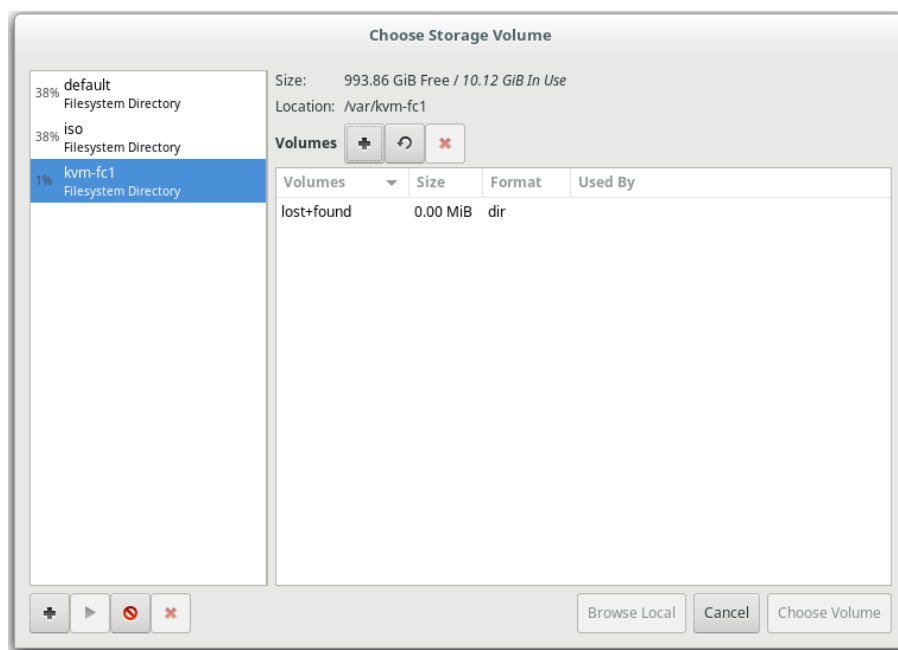 Choose Storage Volume
38% default
Filesystem Directory
38% iso
Filesystem Directory
1% kvm-fc1
Filesystem Directory
Size: 993.86 GiB Free / 10.12 GiB In Use
Location: /var/kvm-fc1
Volumes
Volumes Size Format Used By
lost+found 0.00 MiB dir
Browse Local Cancel Choose Volume